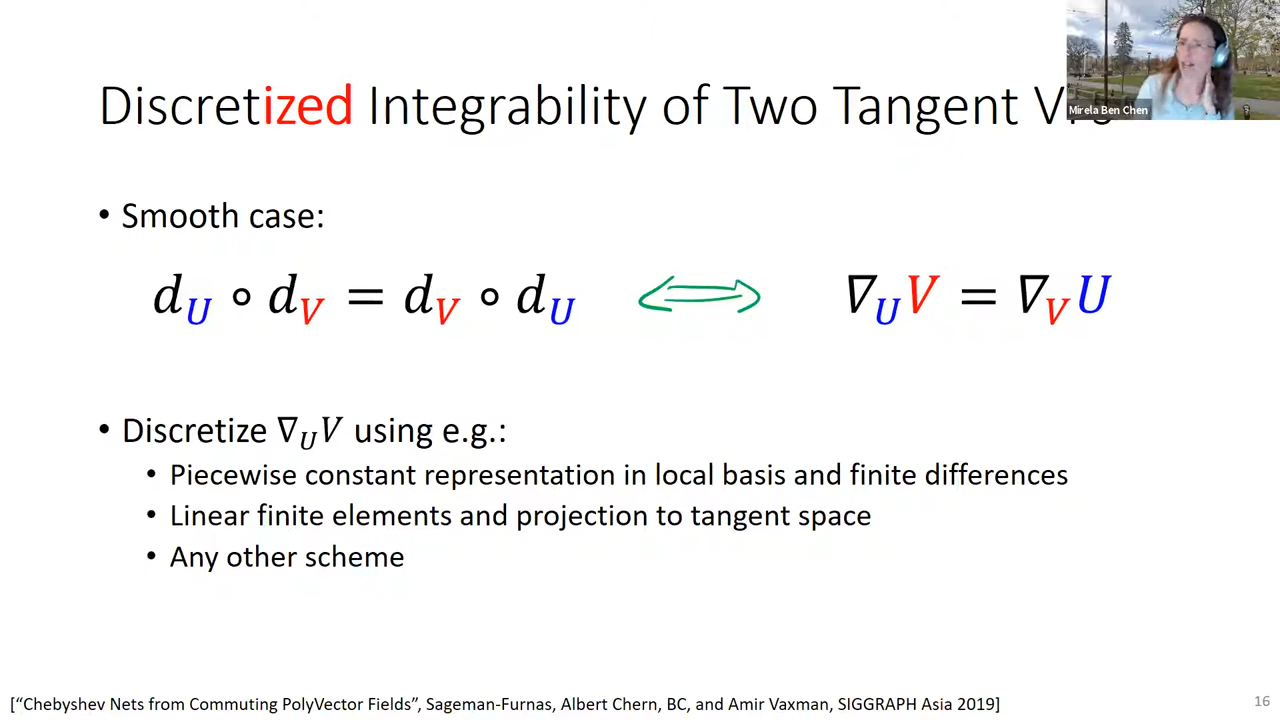 Discretized Integrability of Two Tangent
Mirela Ben Chen
• Smooth case:
d_U ∘ d_V = d_V ∘ d_U ⟺ ∇_U V = ∇_V U
• Discretize ∇_U V using e.g.:
• Piecewise constant representation in local basis and finite differences
• Linear finite elements and projection to tangent space
• Any other scheme
[“Chebyshev Nets from Commuting PolyVector Fields”, Sageman-Furnas, Albert Chern, BC, and Amir Vaxman, SIGGRAPH Asia 2019]
16